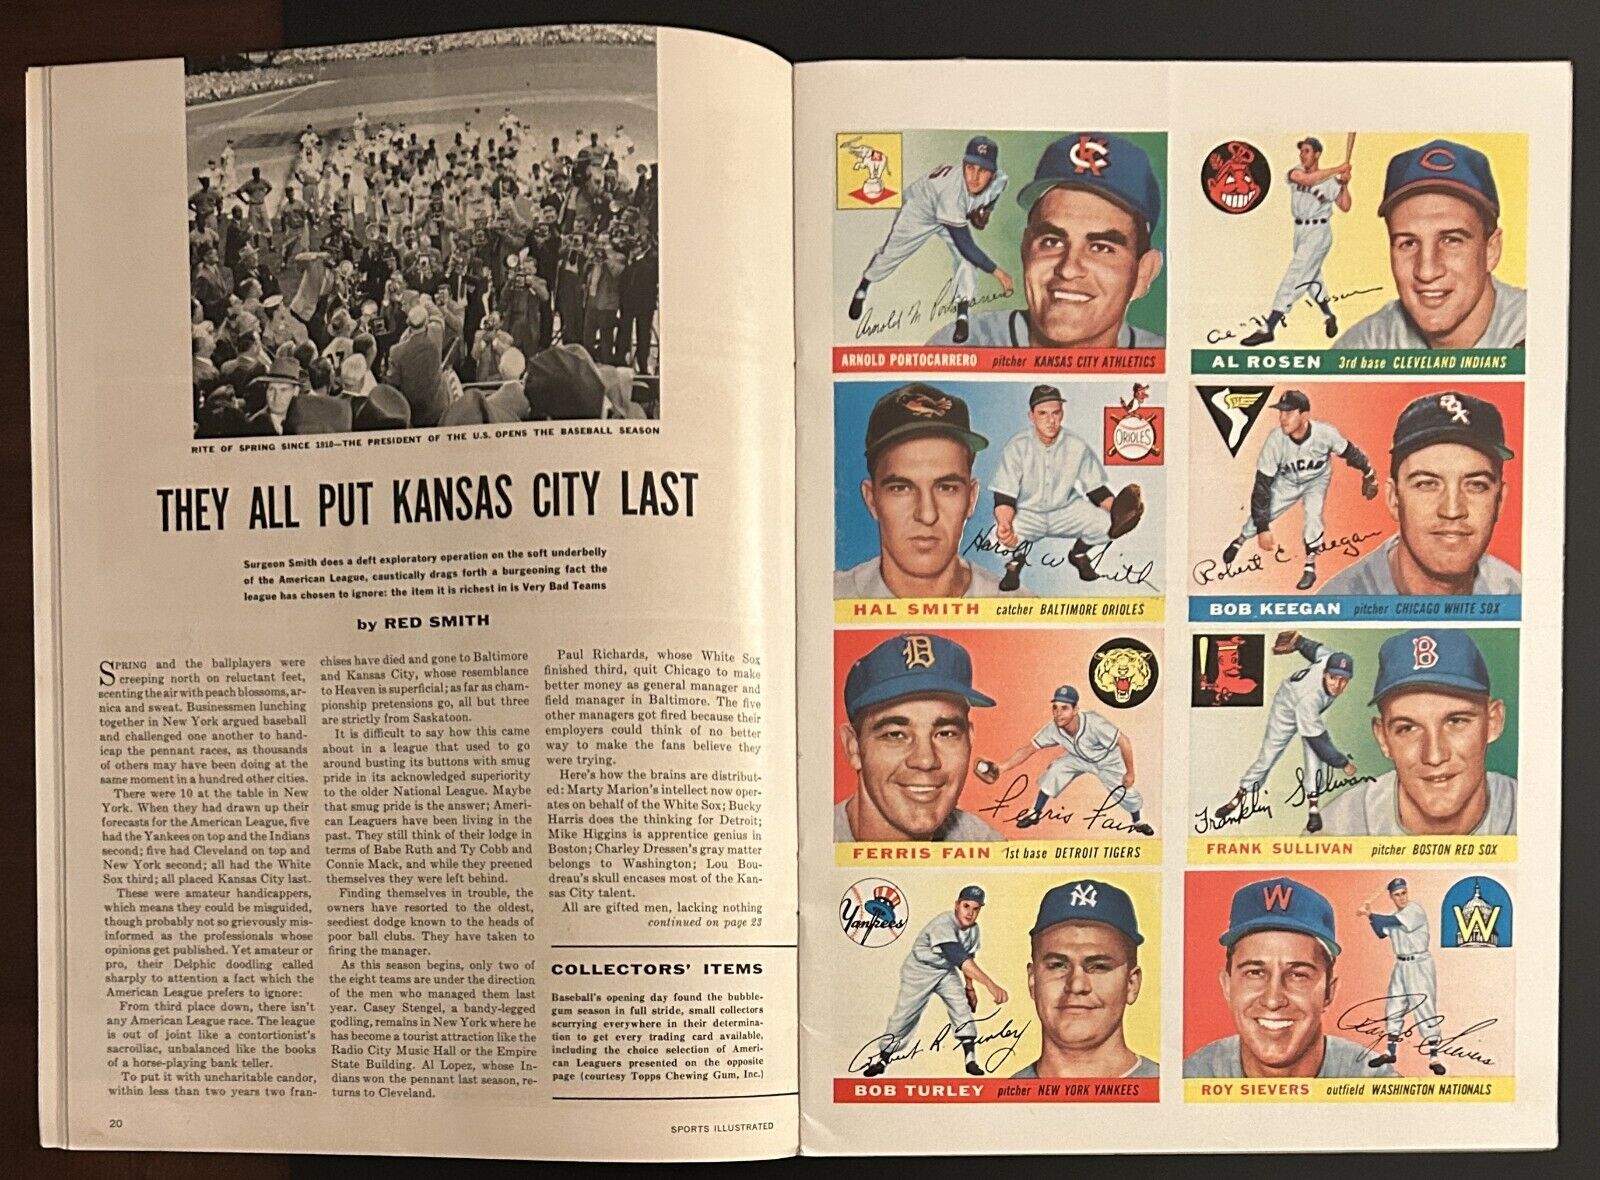 RITE OF SPRING SINCE 1910—THE PRESIDENT OF THE U.S. OPENS THE BASEBALL SEASON
THEY ALL PUT KANSAS CITY LAST
Surgeon Smith does a deft exploratory operation on the soft underbelly
of the American League, caustically drags forth a burgeoning fact the
league has chosen to ignore: the item it is richest in is Very Bad Teams
by RED SMITH
SPRING and the ballplayers were
creeping north on reluctant feet,
scenting the air with peach blossoms, ar-
nica and sweat. Businessmen lunching
together in New York argued baseball
and challenged one another to hand-
icap the pennant races, as thousands
of others may have been doing at the
same moment in a hundred other cities.
There were 10 at the table in New
York. When they had drawn up their
forecasts for the American League, five
had the Yankees on top and the Indians
second; five had Cleveland on top and
New York second; all had the White
Sox third; all placed Kansas City last.
These were amateur handicappers,
which means they could be misguided,
though probably not so grievously mis-
informed as the professionals whose
opinions get published. Yet amateur or
pro, their Delphic doodling called
sharply to attention a fact which the
American League prefers to ignore:
From third place down, there isn't
any American League race. The league
is out of joint like a contortionist's
sacroiliac, unbalanced like the books
of a horse-playing bank teller.
To put it with uncharitable candor,
within less than two years two fran-
chises have died and gone to Baltimore
and Kansas City, whose resemblance
to Heaven is superficial; as far as cham-
pionship pretensions go, all but three
are strictly from Saskatoon.
It is difficult to say how this came
about in a league that used to go
around busting its buttons with smug
pride in its acknowledged superiority
to the older National League. Maybe
that smug pride is the answer; Ameri-
can Leaguers have been living in the
past. They still think of their lodge in
terms of Babe Ruth and Ty Cobb and
Connie Mack, and while they preened
themselves they were left behind.
Finding themselves in trouble, the
owners have resorted to the oldest,
seediest dodge known to the heads of
poor ball clubs. They have taken to
firing the manager.
As this season begins, only two of
the eight teams are under the direction
of the men who managed them last
year. Casey Stengel, a bandy-legged
godling, remains in New York where he
has become a tourist attraction like the
Radio City Music Hall or the Empire
State Building. Al Lopez, whose In-
dians won the pennant last season, re-
turns to Cleveland.
Paul Richards, whose White Sox
finished third, quit Chicago to make
better money as general manager and
field manager in Baltimore. The five
other managers got fired because their
employers could think of no better
way to make the fans believe they
were trying.
Here's how the brains are distribut-
ed: Marty Marion's intellect now oper-
ates on behalf of the White Sox; Bucky
Harris does the thinking for Detroit;
Mike Higgins is apprentice genius in
Boston; Charley Dressen's gray matter
belongs to Washington; Lou Bou-
dreau's skull encases most of the Kan-
sas City talent.
All are gifted men, lacking nothing
continued on page 23
COLLECTORS' ITEMS
Baseball's opening day found the bubble-
gum season in full stride, small collectors
scurrying everywhere in their determina-
tion to get every trading card available,
including the choice selection of Ameri-
can Leaguers presented on the opposite
page (courtesy Topps Chewing Gum, Inc.)
20
SPORTS ILLUSTRATED
KC
Arnold M Portocarrero
ARNOLD PORTOCARRERO pitcher KANSAS CITY ATHLETICS
C
Al "Flip" Rosen
AL ROSEN 3rd base CLEVELAND INDIANS
ORIOLES
Harold W. Smith
HAL SMITH catcher BALTIMORE ORIOLES
SOX
CHICAGO
Robert E. Keegan
BOB KEEGAN pitcher CHICAGO WHITE SOX
D
Ferris Fain
FERRIS FAIN 1st base DETROIT TIGERS
B
Franklin Sullivan
FRANK SULLIVAN pitcher BOSTON RED SOX
Yankees
NY
Robert R. Turley
BOB TURLEY pitcher NEW YORK YANKEES
W
W
Roy E. Sievers
ROY SIEVERS outfield WASHINGTON NATIONALS